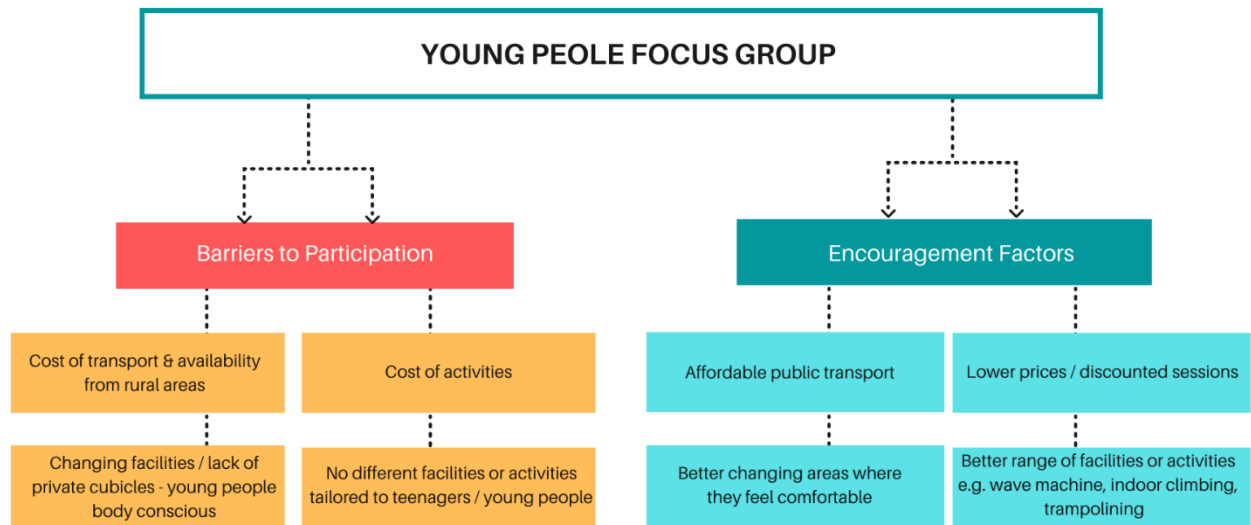 YOUNG PEOLE FOCUS GROUP
Barriers to Participation
Encouragement Factors
Cost of transport & availability
from rural areas
Cost of activities
Affordable public transport
Lower prices / discounted sessions
Changing facilities / lack of
private cubicles - young people
body conscious
No different facilities or activities
tailored to teenagers / young people
Better changing areas where
they feel comfortable
Better range of facilities or activities
e.g. wave machine, indoor climbing,
trampolining